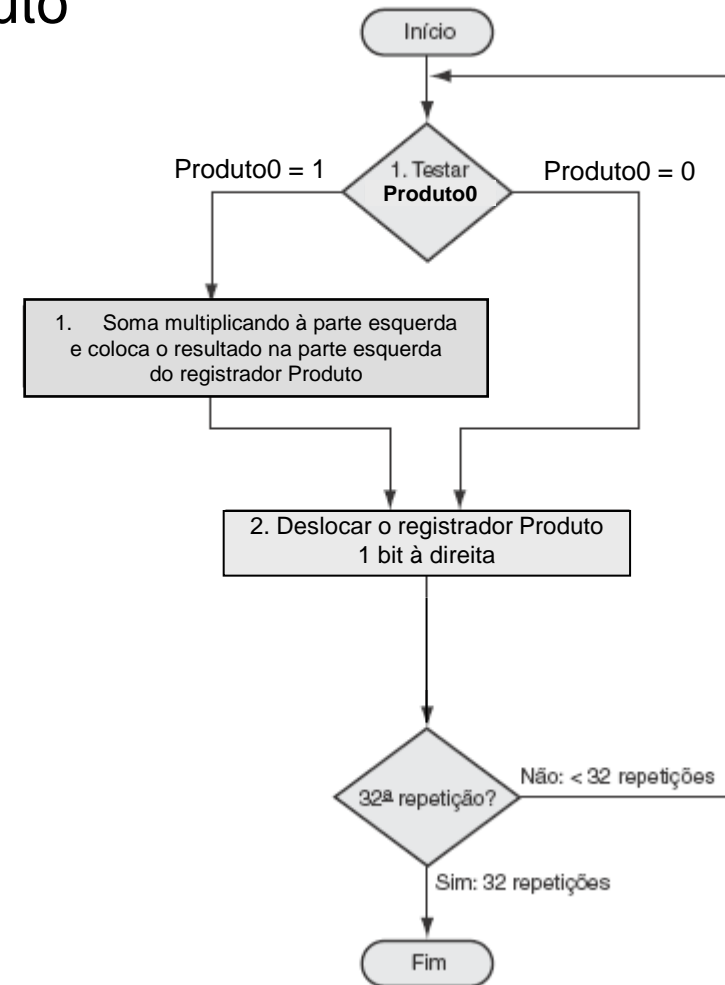 Início
Produto0 = 1
1. Testar
Produto0
Produto0 = 0
1. Soma multiplicando à parte esquerda
e coloca o resultado na parte esquerda
do registrador Produto
2. Deslocar o registrador Produto
1 bit à direita
32ª repetição?
Não: < 32 repetições
Sim: 32 repetições
Fim